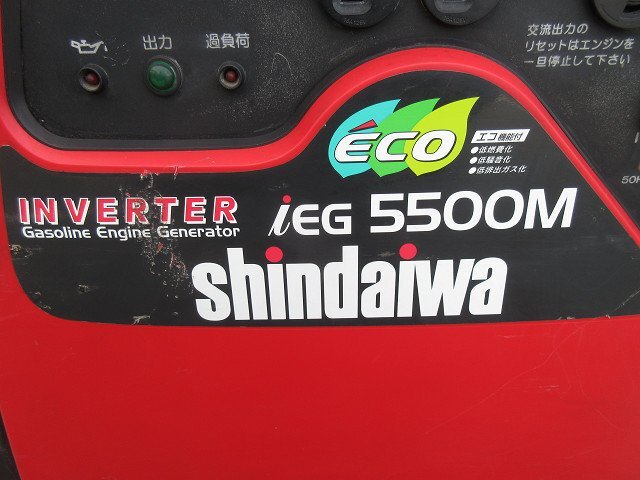 出力
過負荷
交流出力の
リセットはエンジンを
一旦停止して下さい
ECO
エコ機能付
●低燃費化
●低騒音化
●低排出ガス化
INVERTER
Gasoline Engine Generator
iEG 5500M
shindaiwa